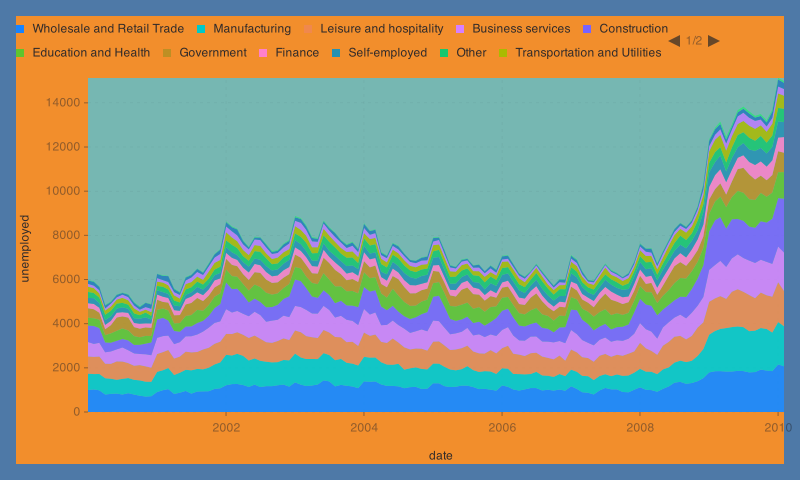 Wholesale and Retail Trade Manufacturing Leisure and hospitality Business services Construction
1/2
Education and Health Government Finance Self-employed Other Transportation and Utilities
14000
12000
10000
8000
6000
4000
2000
0
unemployed
2002 2004 2006 2008 2010
date